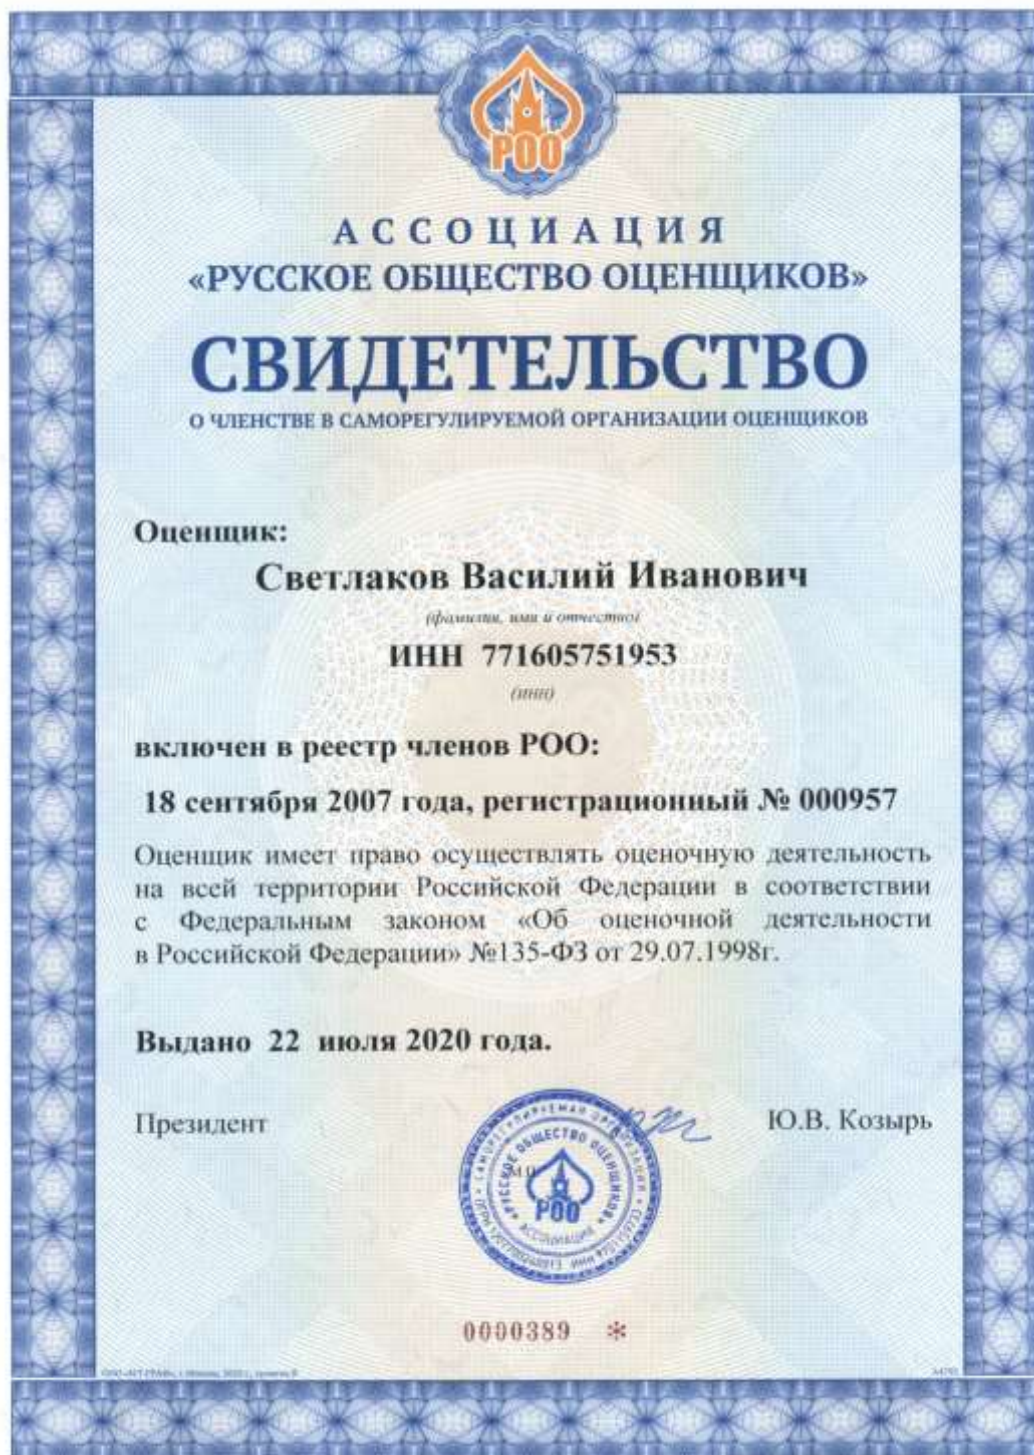 РОО
АССОЦИАЦИЯ
«РУССКОЕ ОБЩЕСТВО ОЦЕНЩИКОВ»
СВИДЕТЕЛЬСТВО
О ЧЛЕНСТВЕ В САМОРЕГУЛИРУЕМОЙ ОРГАНИЗАЦИИ ОЦЕНЩИКОВ
Оценщик:
Светлаков Василий Иванович
(фамилия, имя и отчество)
ИНН 771605751953
(инн)
включен в реестр членов РОО:
18 сентября 2007 года, регистрационный № 000957
Оценщик имеет право осуществлять оценочную деятельность
на всей территории Российской Федерации в соответствии
с Федеральным законом «Об оценочной деятельности
в Российской Федерации» №135-ФЗ от 29.07.1998г.
Выдано 22 июля 2020 года.
Президент
Ю.В. Козырь
САМОРЕГУЛИРУЕМАЯ ОРГАНИЗАЦИЯ
«РУССКОЕ ОБЩЕСТВО ОЦЕНЩИКОВ»
РОО
АССОЦИАЦИЯ
0000389 *